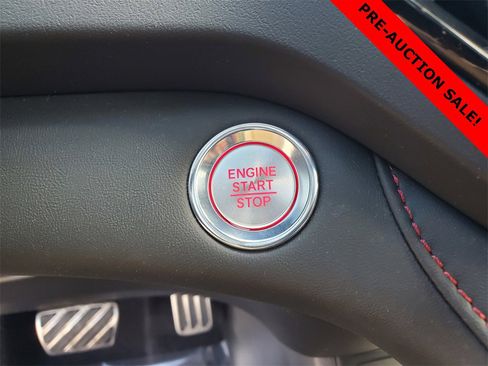 PRE-AUCTION SALE!
ENGINE
START
STOP